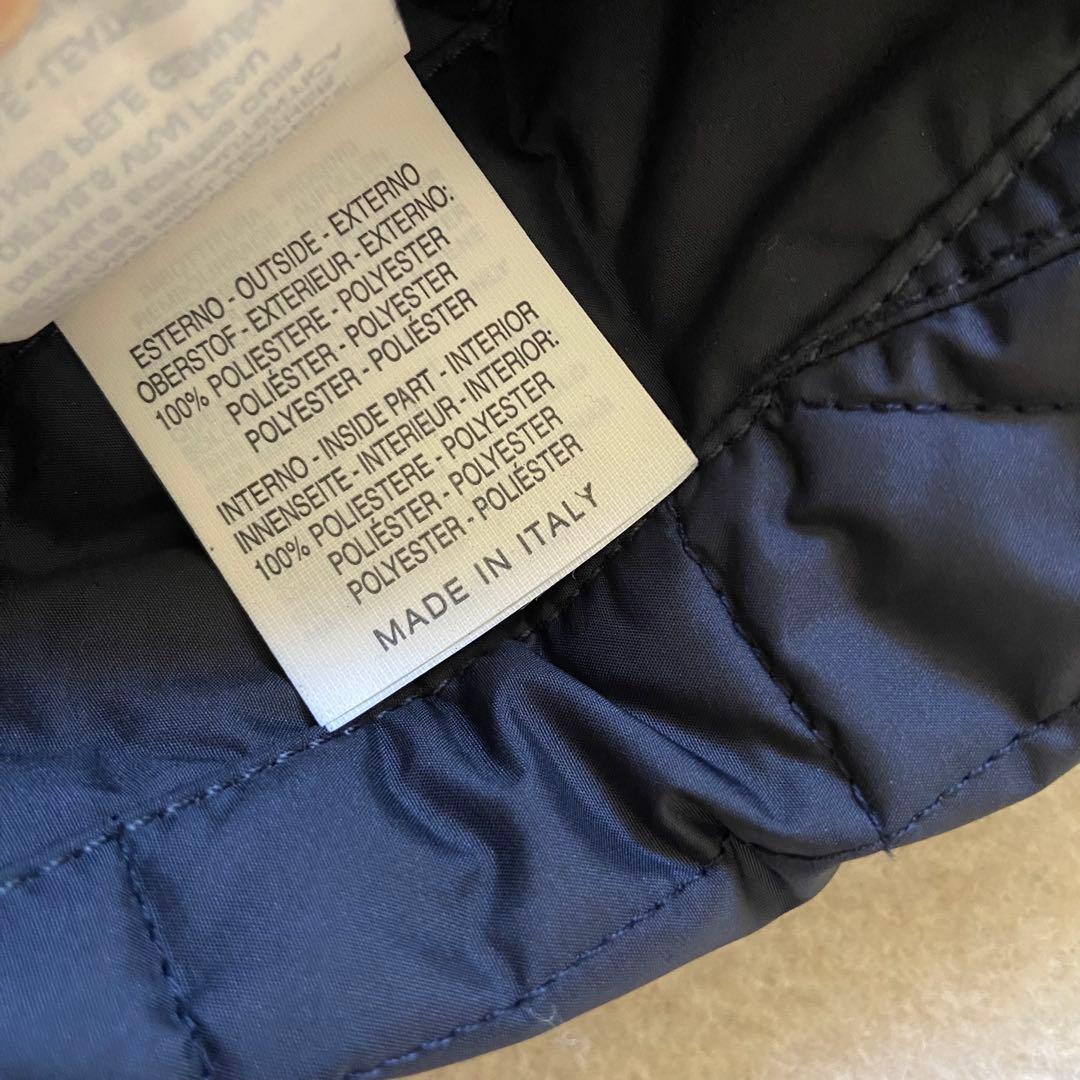 ESTERNO - OUTSIDE - EXTERNO
OBERSTOF - EXTERIEUR - EXTERNO:
100% POLIESTERE - POLYESTER
POLIÉSTER - POLYESTER
POLYESTER - POLIÉSTER
INTERNO - INSIDE PART - INTERIOR
INNENSEITE - INTERIEUR - INTERIOR:
100% POLIESTERE - POLYESTER
POLIÉSTER - POLYESTER
POLYESTER - POLIÉSTER
MADE IN ITALY